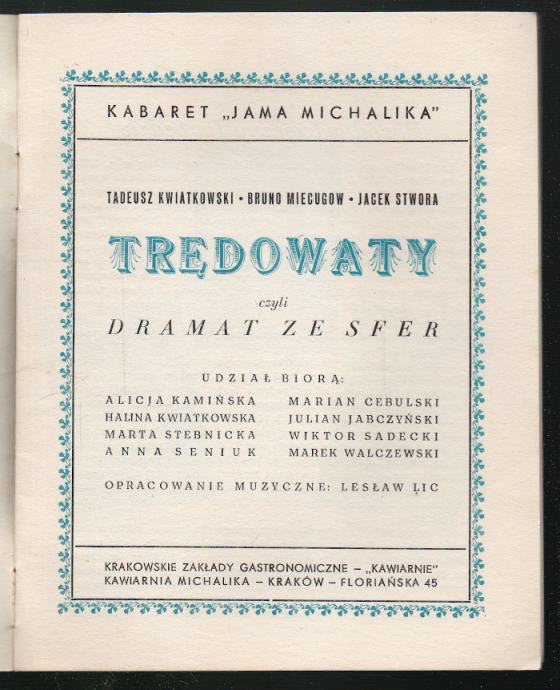 KABARET „JAMA MICHALIKA”
TADEUSZ KWIATKOWSKI • BRUNO MIECUGOW • JACEK STWORA
TRĘDOWATY
czyli
DRAMAT ZE SFER
UDZIAŁ BIORĄ:
ALICJA KAMIŃSKA
HALINA KWIATKOWSKA
MARTA STEBNICKA
ANNA SENIUK
MARIAN CEBULSKI
JULIAN JABCZYŃSKI
WIKTOR SADECKI
MAREK WALCZEWSKI
OPRACOWANIE MUZYCZNE: LESŁAW LIC
KRAKOWSKIE ZAKŁADY GASTRONOMICZNE – „KAWIARNIE”
KAWIARNIA MICHALIKA – KRAKÓW – FLORIAŃSKA 45